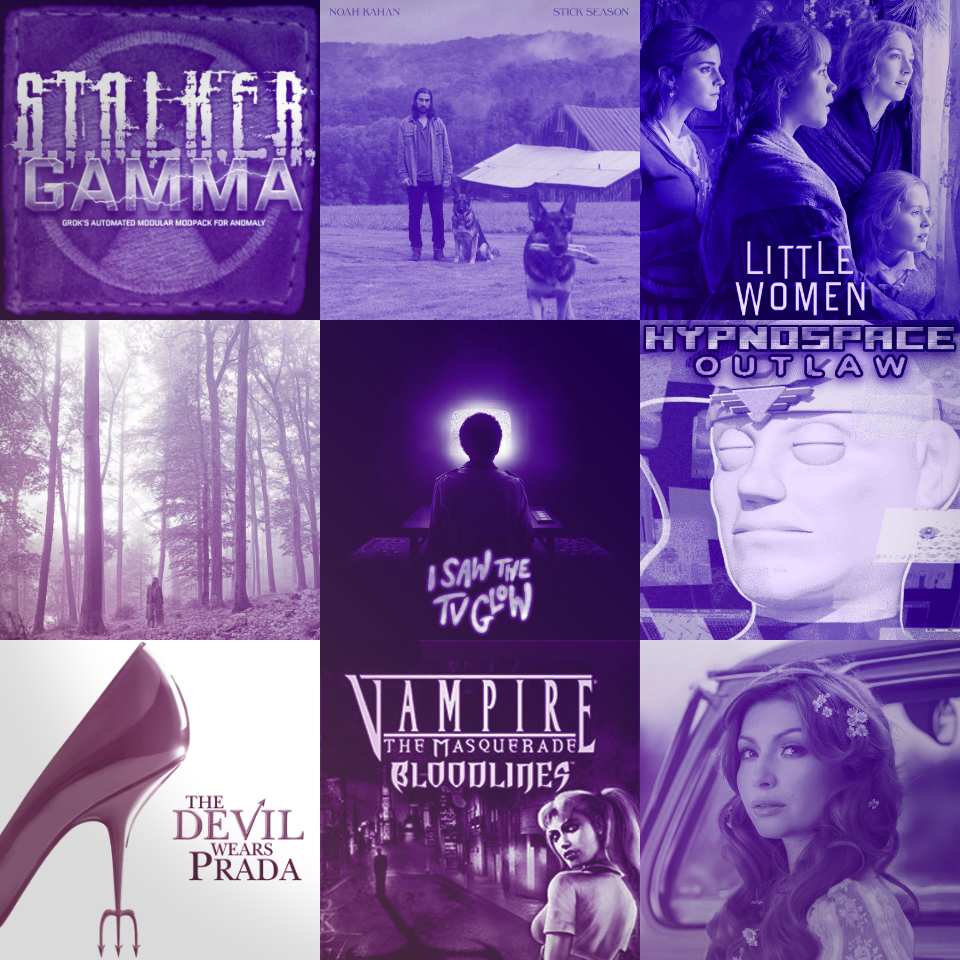 S.T.A.L.K.E.R.
GAMMA
GROK'S AUTOMATED MODULAR MODPACK FOR ANOMALY
NOAH KAHAN
STICK SEASON
LITTLE
WOMEN
I SAW THE
TV GLOW
HYPNOSPACE
OUTLAW
THE
DEVIL
WEARS
PRADA
VAMPIRE
THE MASQUERADE
BLOODLINES